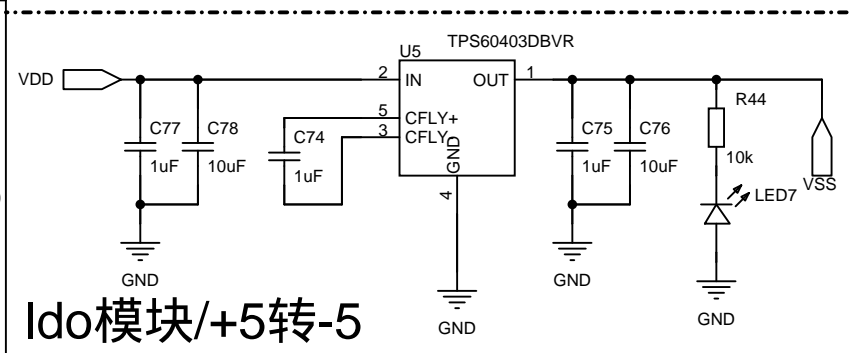 TPS60403DBVR
U5
VDD
2
IN
OUT
1
5
CFLY+
3
CFLY-
GND
4
C77
1uF
C78
10uF
C74
1uF
C75
1uF
C76
10uF
R44
10k
LED7
VSS
GND
GND
GND
GND
ldo模块/+5转-5